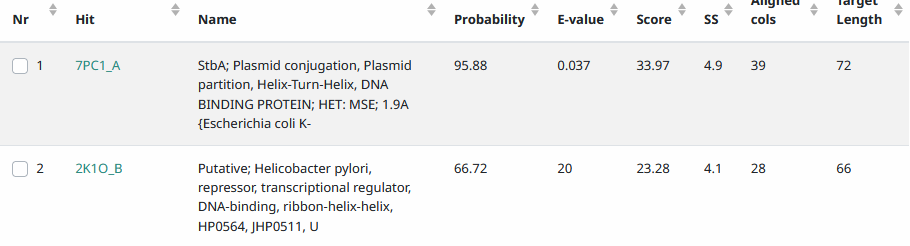 Nr Hit Name Probability E-value Score SS Aligned cols Target Length
1 7PC1_A StbA; Plasmid conjugation, Plasmid 95.88 0.037 33.97 4.9 39 72
partition, Helix-Turn-Helix, DNA
BINDING PROTEIN; HET: MSE; 1.9A
{Escherichia coli K-
2 2K1O_B Putative; Helicobacter pylori, 66.72 20 23.28 4.1 28 66
repressor, transcriptional regulator,
DNA-binding, ribbon-helix-helix,
HP0564, JHP0511, U